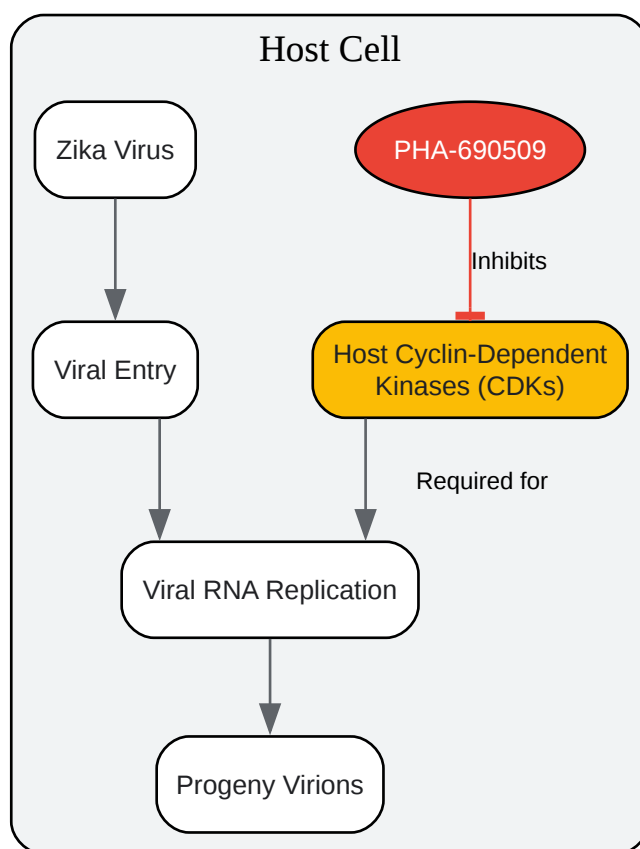 Host Cell
Zika Virus
PHA-690509
Inhibits
Viral Entry
Host Cyclin-Dependent
Kinases (CDKs)
Required for
Viral RNA Replication
Progeny Virions